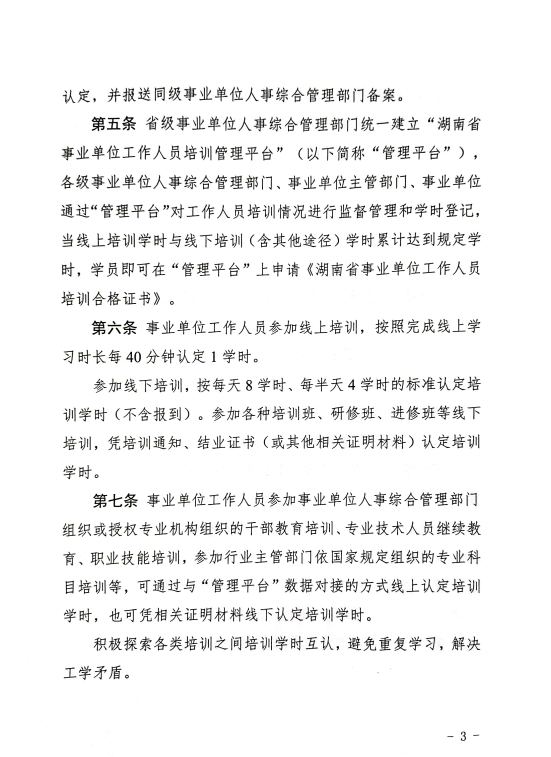 认定，并报送同级事业单位人事综合管理部门备案。
第五条 省级事业单位人事综合管理部门统一建立“湖南省
事业单位工作人员培训管理平台”（以下简称“管理平台”），
各级事业单位人事综合管理部门、事业单位主管部门、事业单位
通过“管理平台”对工作人员培训情况进行监督管理和学时登记，
当线上培训学时与线下培训（含其他途径）学时累计达到规定学
时，学员即可在“管理平台”上申请《湖南省事业单位工作人员
培训合格证书》。
第六条 事业单位工作人员参加线上培训，按照完成线上学
习时长每 40 分钟认定 1 学时。
参加线下培训，按每天 8 学时、每半天 4 学时的标准认定培
训学时（不含报到）。参加各种培训班、研修班、进修班等线下
培训，凭培训通知、结业证书（或其他相关证明材料）认定培训
学时。
第七条 事业单位工作人员参加事业单位人事综合管理部门
组织或授权专业机构组织的干部教育培训、专业技术人员继续教
育、职业技能培训，参加行业主管部门依国家规定组织的专业科
目培训等，可通过与“管理平台”数据对接的方式线上认定培训
学时，也可凭相关证明材料线下认定培训学时。
积极探索各类培训之间培训学时互认，避免重复学习，解决
工学矛盾。
- 3 -